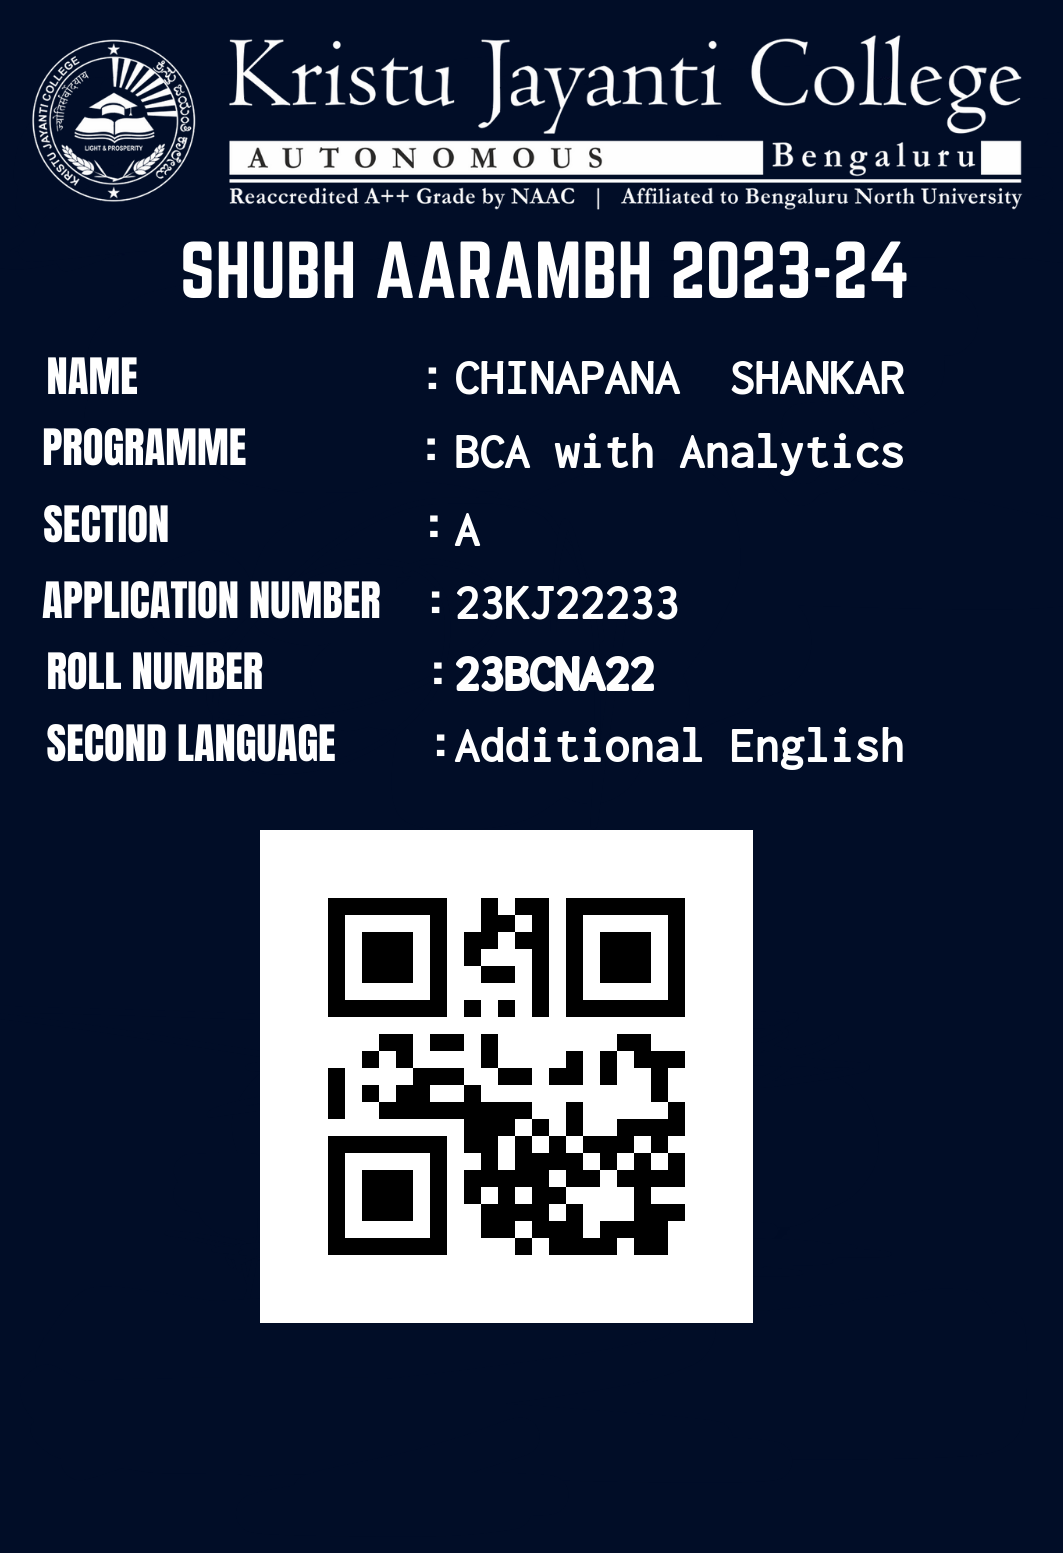 Kristu Jayanti College
AUTONOMOUS Bengaluru
Reaccredited A++ Grade by NAAC | Affiliated to Bengaluru North University
KRISTU JAYANTI COLLEGE
LIGHT & PROSPERITY
SHUBH AARAMBH 2023-24
NAME : CHINAPANA SHANKAR
PROGRAMME : BCA with Analytics
SECTION : A
APPLICATION NUMBER : 23KJ22233
ROLL NUMBER : 23BCNA22
SECOND LANGUAGE : Additional English